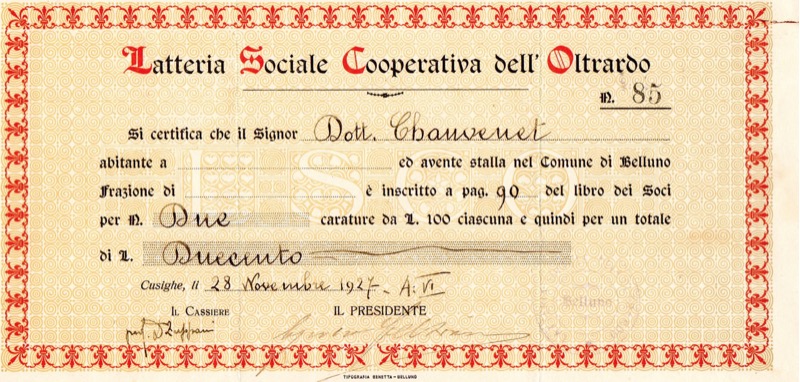 Latteria Sociale Cooperativa dell' Oltrardo
N. 85
Si certifica che il Signor Dott. Chauvenet
abitante a ed avente stalla nel Comune di Belluno
Frazione di è inscritto a pag. 90 del libro dei Soci
per N. Due carature da L. 100 ciascuna e quindi per un totale
di L. Duecento
Cusighe, li 28 Novembre 1927 - A: VI
IL CASSIERE IL PRESIDENTE
Belluno
TIPOGRAFIA BENETTA - BELLUNO